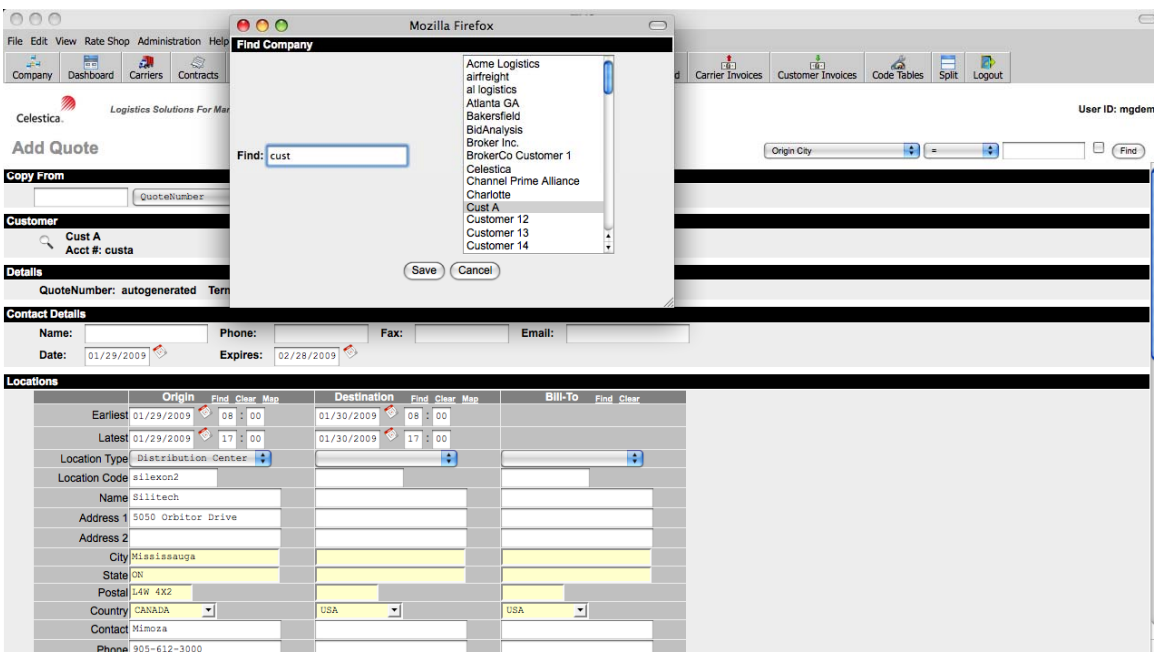 Mozilla Firefox
File Edit View Rate Shop Administration Help
Find Company
Company Dashboard Carriers Contracts
Carrier Invoices Customer Invoices Code Tables Split Logout
Celestica.
Logistics Solutions For Mar
User ID: mgdem
Add Quote
Origin City = Find
Find: cust
Acme Logistics
airfreight
al logistics
Atlanta GA
Bakersfield
BidAnalysis
Broker Inc.
BrokerCo Customer 1
Celestica
Channel Prime Alliance
Charlotte
Cust A
Customer 12
Customer 13
Customer 14
Save Cancel
Copy From
QuoteNumber
Customer
Cust A
Acct #: custa
Details
QuoteNumber: autogenerated Tern
Contact Details
Name: Phone: Fax: Email:
Date: 01/29/2009 Expires: 02/28/2009
Locations
Origin Find Clear Map Destination Find Clear Map Bill-To Find Clear
Earliest 01/29/2009 08 : 00 01/30/2009 08 : 00
Latest 01/29/2009 17 : 00 01/30/2009 17 : 00
Location Type Distribution Center
Location Code silexon2
Name Silitech
Address 1 5050 Orbitor Drive
Address 2
City Mississauga
State ON
Postal L4W 4X2
Country CANADA USA USA
Contact Mimoza
Phone 905-612-3000